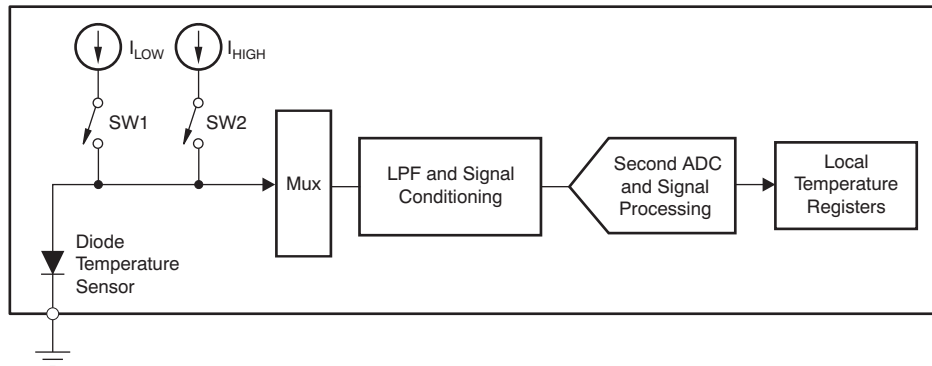 I_LOW
I_HIGH
SW1
SW2
Mux
LPF and Signal
Conditioning
Second ADC
and Signal
Processing
Local
Temperature
Registers
Diode
Temperature
Sensor